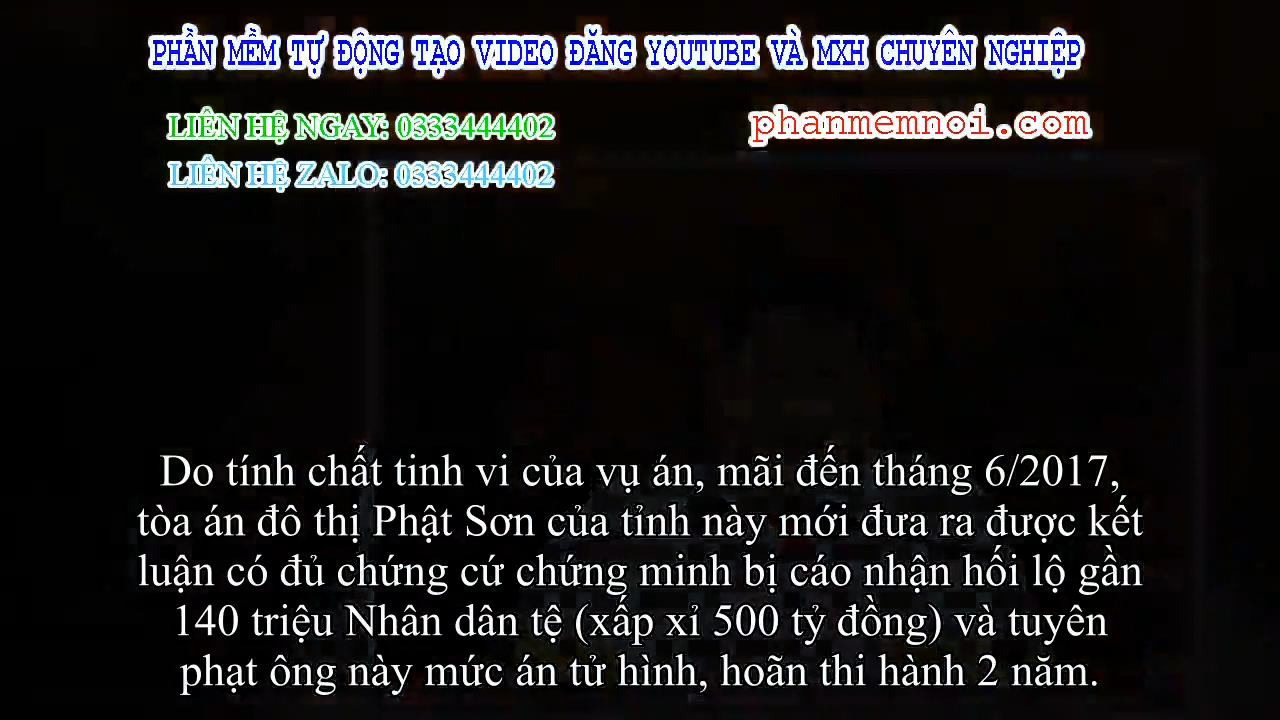 PHẦN MỀM TỰ ĐỘNG TẠO VIDEO ĐĂNG YOUTUBE VÀ MXH CHUYÊN NGHIỆP
LIÊN HỆ NGAY: 0333444402
phanmemnoi.com
LIÊN HỆ ZALO: 0333444402
Do tính chất tinh vi của vụ án, mãi đến tháng 6/2017,
tòa án đô thị Phật Sơn của tỉnh này mới đưa ra được kết
luận có đủ chứng cứ chứng minh bị cáo nhận hối lộ gần
140 triệu Nhân dân tệ (xấp xỉ 500 tỷ đồng) và tuyên
phạt ông này mức án tử hình, hoãn thi hành 2 năm.